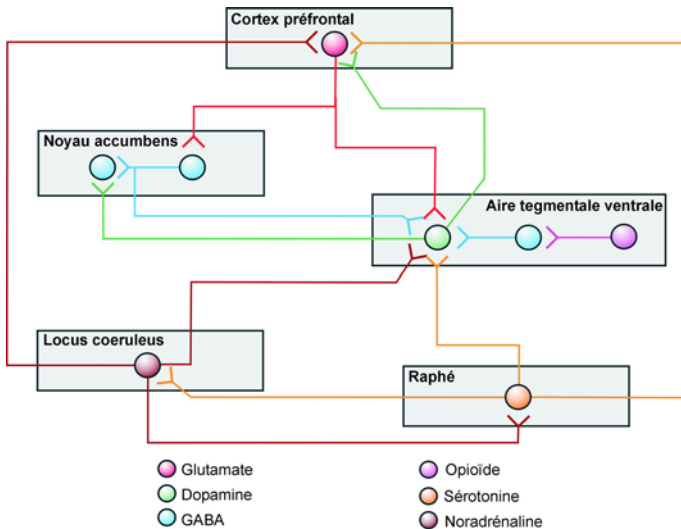 Cortex préfrontal
Noyau accumbens
Aire tegmentale ventrale
Locus coeruleus
Raphé
Glutamate
Dopamine
GABA
Opioïde
Sérotonine
Noradrénaline